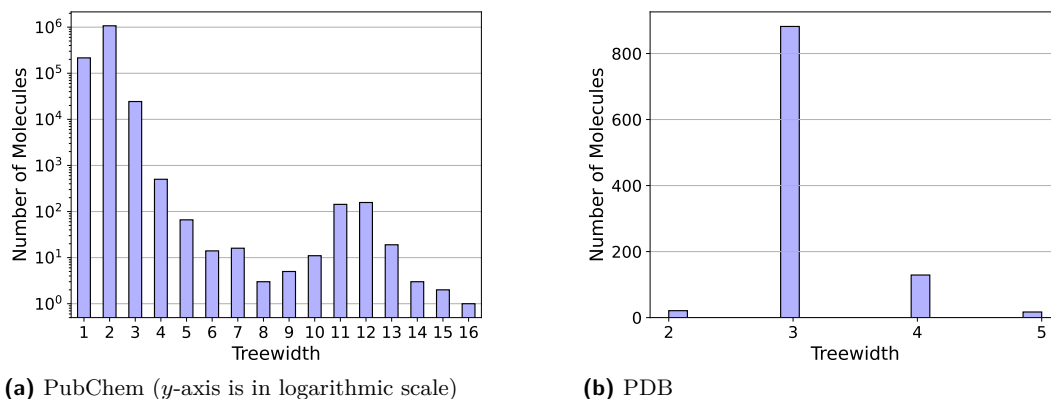 Number of Molecules
10^6
10^5
10^4
10^3
10^2
10^1
10^0
1 2 3 4 5 6 7 8 9 10 11 12 13 14 15 16
Treewidth
(a) PubChem (y-axis is in logarithmic scale)
Number of Molecules
800
600
400
200
0
2 3 4 5
Treewidth
(b) PDB